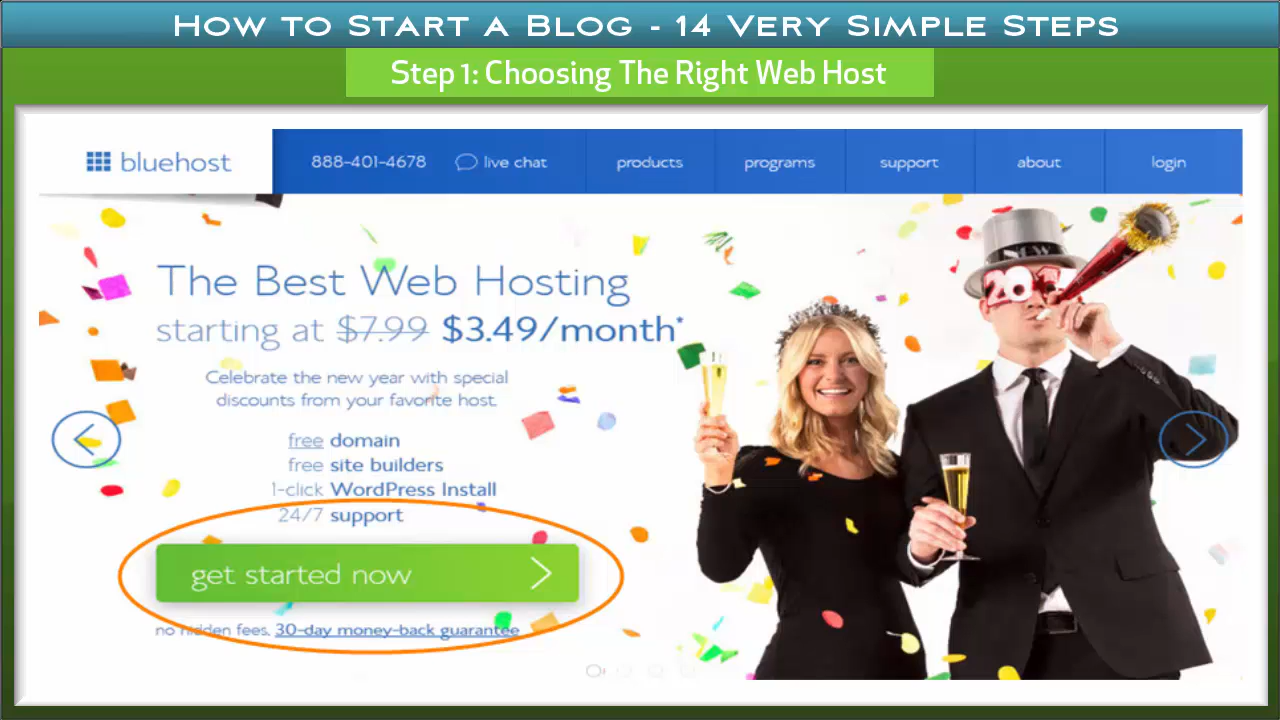 How to Start a Blog - 14 Very Simple Steps
Step 1: Choosing The Right Web Host
bluehost
888-401-4678
live chat
products
programs
support
about
login
The Best Web Hosting
starting at $7.99 $3.49/month*
Celebrate the new year with special
discounts from your favorite host.
free domain
free site builders
1-click WordPress Install
24/7 support
get started now
no hidden fees. 30-day money-back guarantee